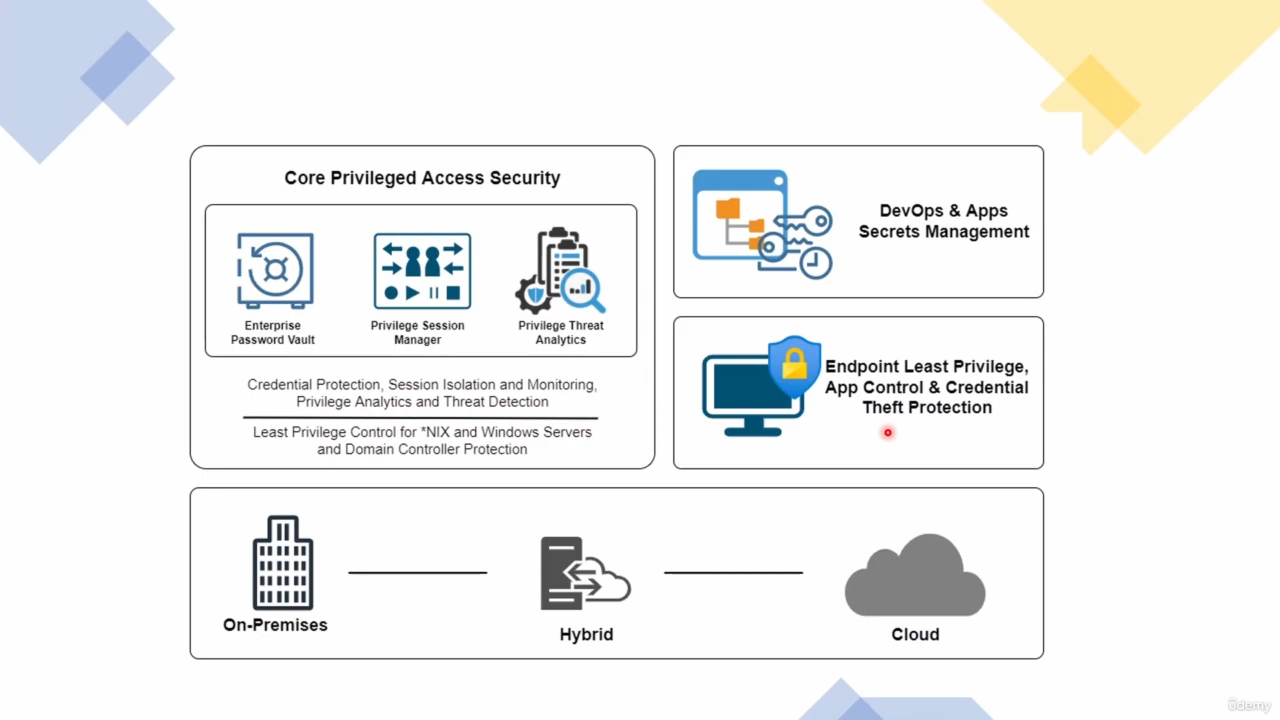 Core Privileged Access Security
Enterprise
Password Vault
Privilege Session
Manager
Privilege Threat
Analytics
Credential Protection, Session Isolation and Monitoring,
Privilege Analytics and Threat Detection
Least Privilege Control for *NIX and Windows Servers
and Domain Controller Protection
DevOps & Apps
Secrets Management
Endpoint Least Privilege,
App Control & Credential
Theft Protection
On-Premises
Hybrid
Cloud
ûdemy